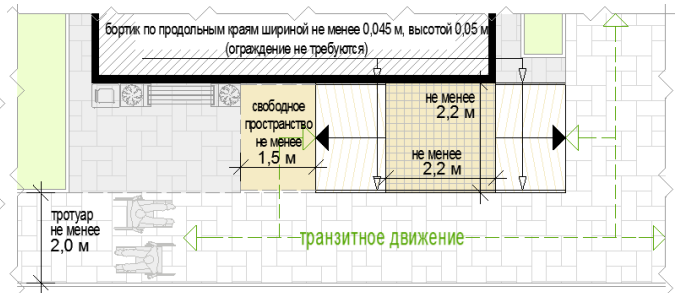 бортик по продольным краям шириной не менее 0,045 м, высотой 0,05 м
(ограждение не требуются)
свободное
пространство
не менее
1,5 м
не менее
2,2 м
не менее
2,2 м
тротуар
не менее
2,0 м
транзитное движение